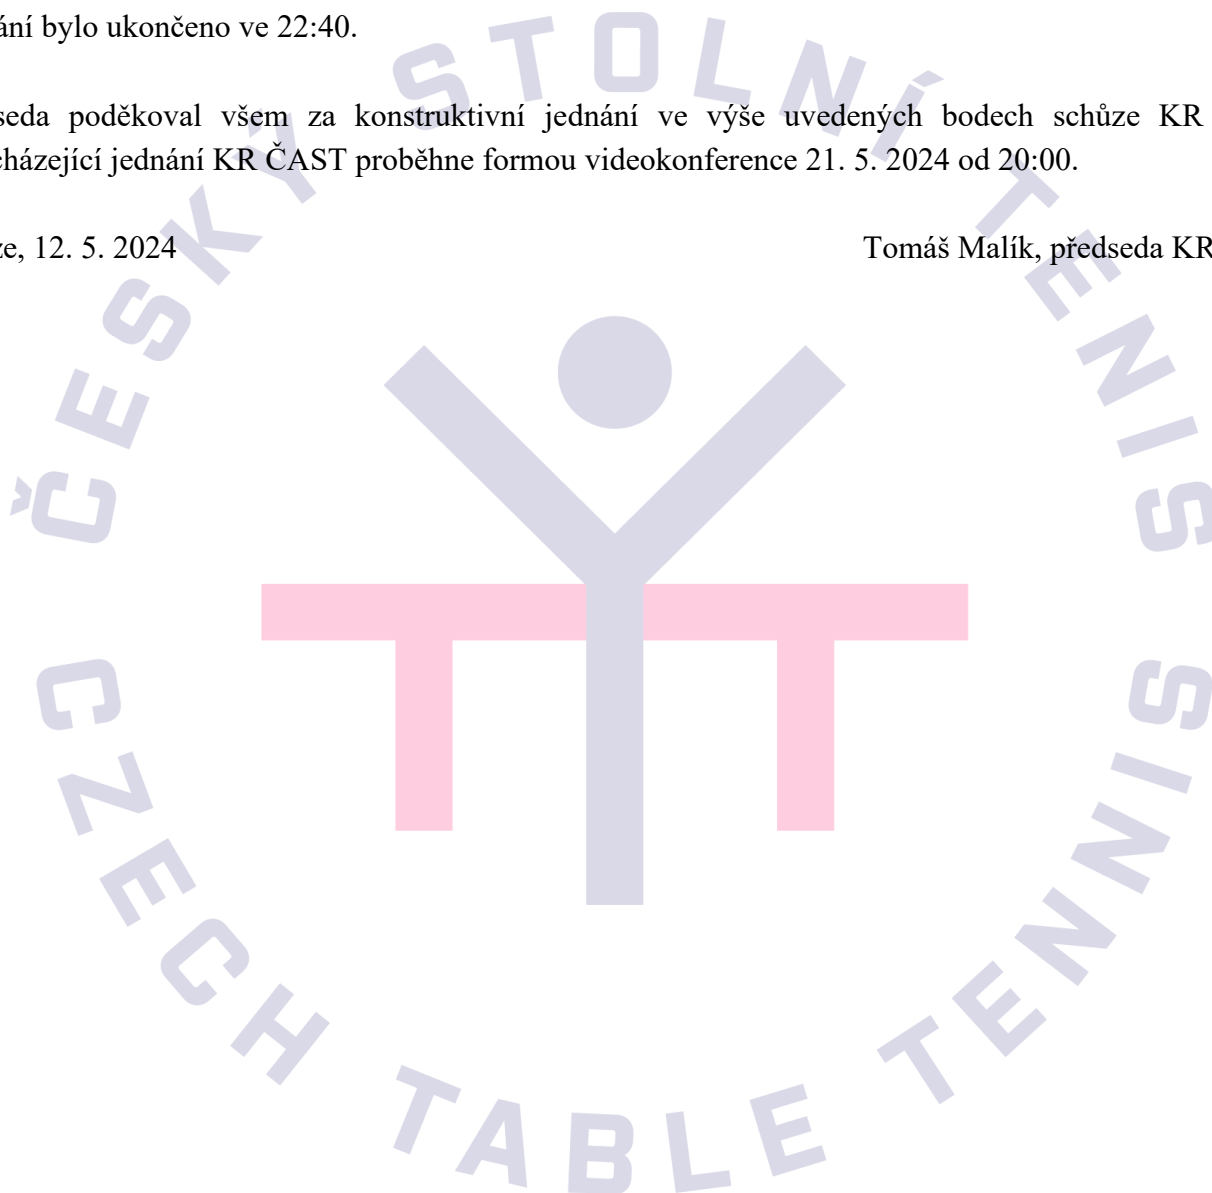 ání bylo ukončeno ve 22:40.
seda poděkoval všem za konstruktivní jednání ve výše uvedených bodech schůze KR
cházející jednání KR ČAST proběhne formou videokonference 21. 5. 2024 od 20:00.
ze, 12. 5. 2024 Tomáš Malík, předseda KR
ČESKÝ STOLNÍ TENIS
CZECH TABLE TENNIS